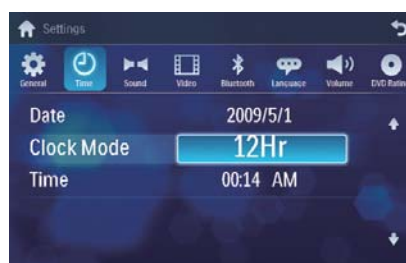 Settings
General Time Sound Video Bluetooth Language Volume DVD Ratin
Date 2009/5/1
Clock Mode 12Hr
Time 00:14 AM